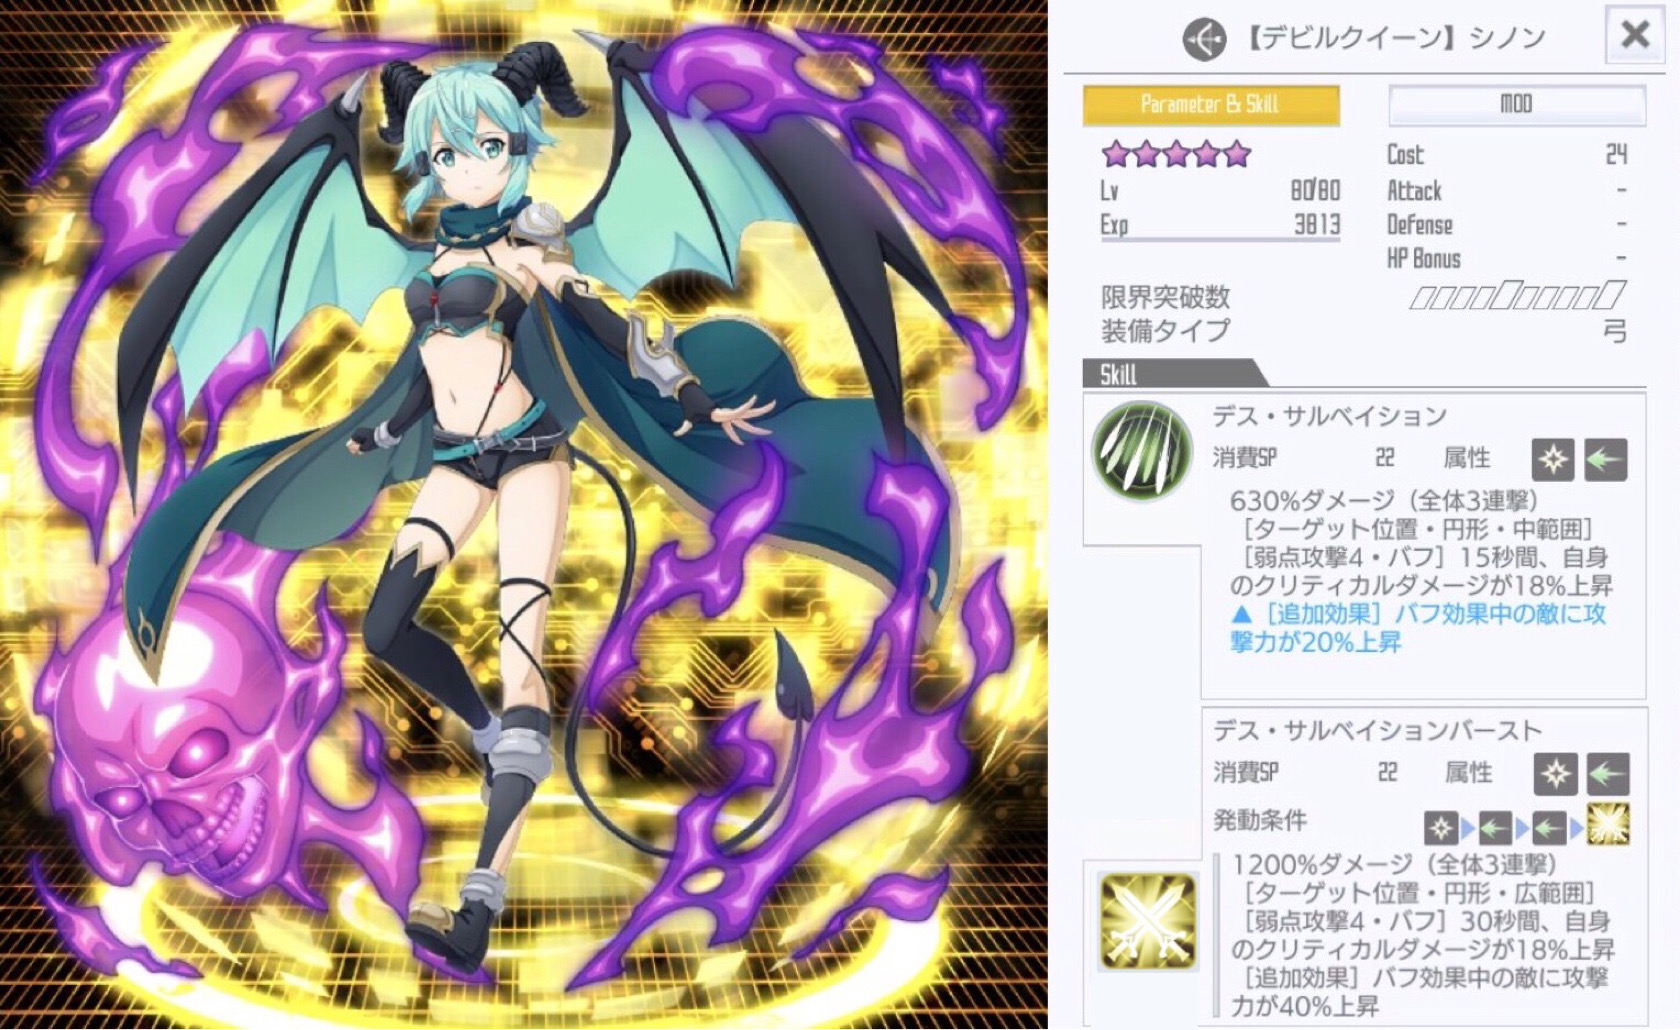 【デビルクイーン】シノン
Parameter & Skill
MOD
Lv 80/80
Exp 3813
Cost 24
Attack -
Defense -
HP Bonus -
限界突破数
装備タイプ 弓
Skill
デス・サルベイション
消費SP 22 属性
630%ダメージ（全体3連撃）
［ターゲット位置・円形・中範囲］
［弱点攻撃4・バフ］15秒間、自身
のクリティカルダメージが18%上昇
▲［追加効果］バフ効果中の敵に攻
撃力が20%上昇
デス・サルベイションバースト
消費SP 22 属性
発動条件
1200%ダメージ（全体3連撃）
［ターゲット位置・円形・広範囲］
［弱点攻撃4・バフ］30秒間、自身
のクリティカルダメージが18%上昇
［追加効果］バフ効果中の敵に攻撃
力が40%上昇